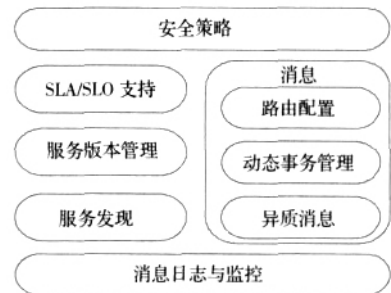 安全策略
SLA/SLO 支持
服务版本管理
服务发现
消息
路由配置
动态事务管理
异质消息
消息日志与监控